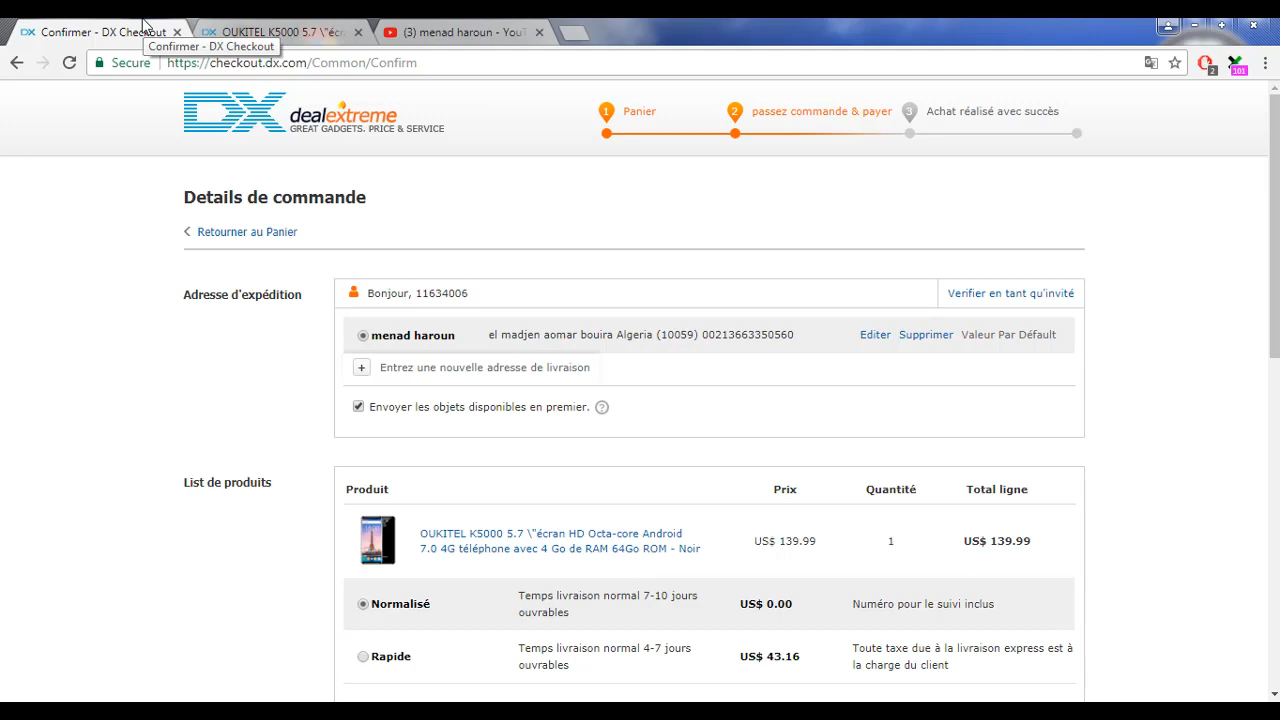 Confirmer - DX Checkout
OUKITEL K5000 5.7 \"écr
(3) menad haroun - YouT
Confirmer - DX Checkout
Secure
https://checkout.dx.com/Common/Confirm
2
101
DX dealextreme
GREAT GADGETS. PRICE & SERVICE
1 Panier
2 passez commande & payer
3 Achat réalisé avec succès
Details de commande
Retourner au Panier
Adresse d'expédition
Bonjour, 11634006
Verifier en tant qu'invité
menad haroun
el madjen aomar bouira Algeria (10059) 00213663350560
Editer
Supprimer
Valeur Par Défault
+ Entrez une nouvelle adresse de livraison
Envoyer les objets disponibles en premier. ?
List de produits
Produit
Prix
Quantité
Total ligne
OUKITEL K5000 5.7 \"écran HD Octa-core Android
7.0 4G téléphone avec 4 Go de RAM 64Go ROM - Noir
US$ 139.99
1
US$ 139.99
Normalisé
Temps livraison normal 7-10 jours
ouvrables
US$ 0.00
Numéro pour le suivi inclus
Rapide
Temps livraison normal 4-7 jours
ouvrables
US$ 43.16
Toute taxe due à la livraison express est à
la charge du client